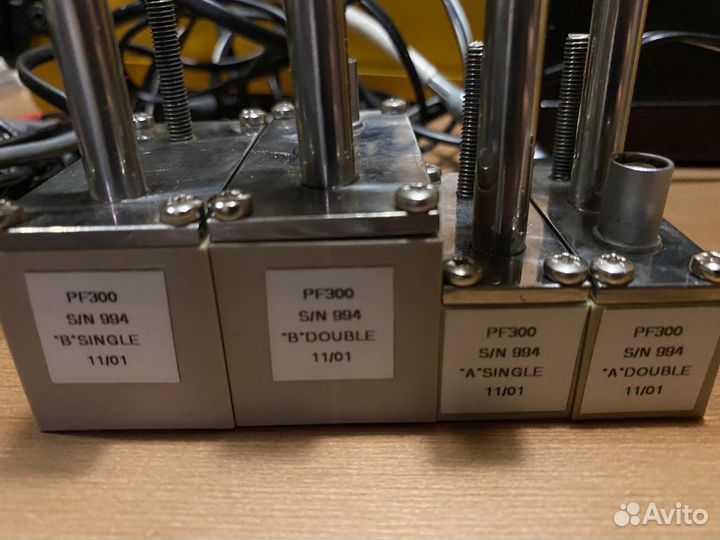 PF300
S/N 994
"B"SINGLE
11/01
PF300
S/N 994
"B"DOUBLE
11/01
PF300
S/N 994
"A"SINGLE
11/01
PF300
S/N 994
"A"DOUBLE
11/01
Avito